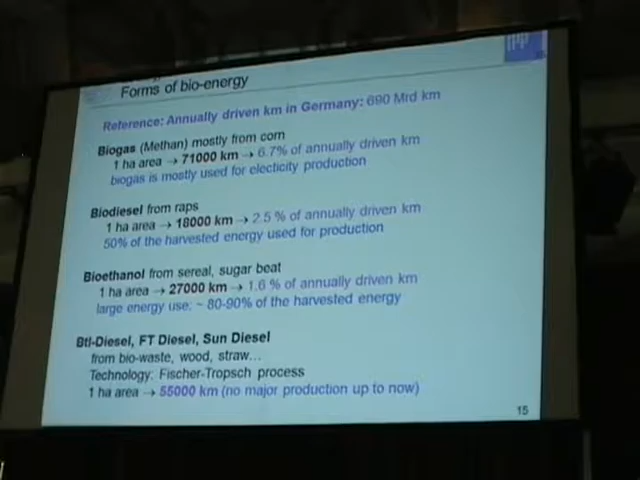 IPP
Forms of bio-energy
Reference: Annually driven km in Germany: 690 Mrd km
Biogas (Methan) mostly from corn
1 ha area → 71000 km → 6.7% of annually driven km
biogas is mostly used for electicity production
Biodiesel from raps
1 ha area → 18000 km → 2.5 % of annually driven km
50% of the harvested energy used for production
Bioethanol from sereal, sugar beat
1 ha area → 27000 km → 1.6 % of annually driven km
large energy use: ~ 80-90% of the harvested energy
Btl-Diesel, FT Diesel, Sun Diesel
from bio-waste, wood, straw...
Technology: Fischer-Tropsch process
1 ha area → 55000 km (no major production up to now)
15